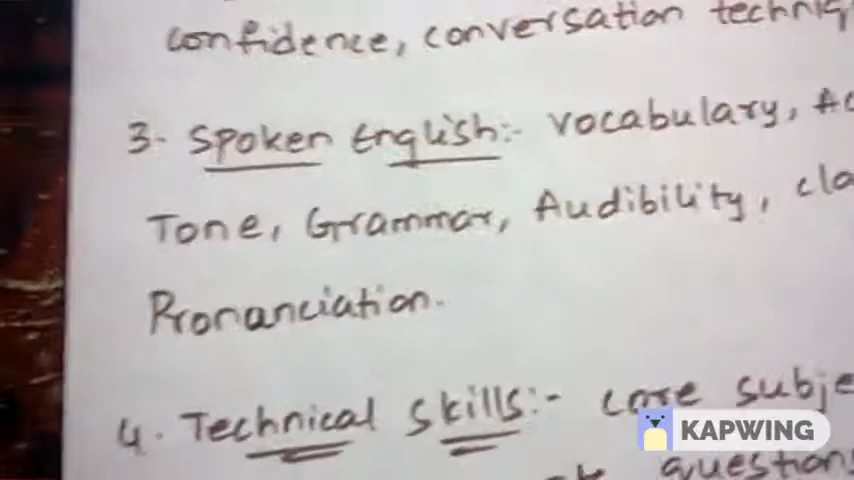 confidence, conversation
3. Spoken English:- vocabulary,
Tone, Grammar, Audibility,
Pronanciation.
4. Technical Skills:- core
KAPWING